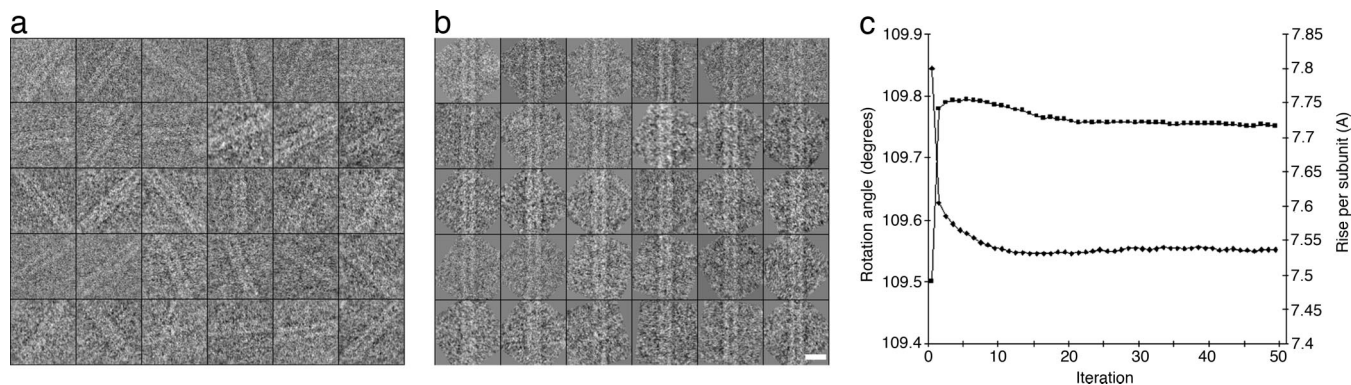 a
b
c
109.9
109.8
109.7
109.6
109.5
109.4
Rotation angle (degrees)
7.85
7.8
7.75
7.7
7.65
7.6
7.55
7.5
7.45
7.4
Rise per subunit (A)
0 10 20 30 40 50
Iteration